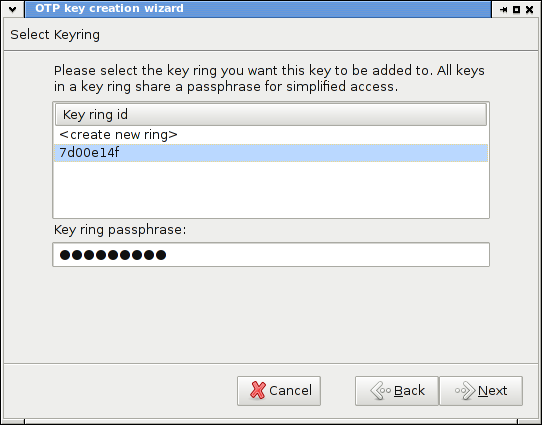 OTP key creation wizard
Select Keyring
Please select the key ring you want this key to be added to. All keys
in a key ring share a passphrase for simplified access.
Key ring id
<create new ring>
7d00e14f
Key ring passphrase:
●●●●●●●●●
Cancel
Back
Next